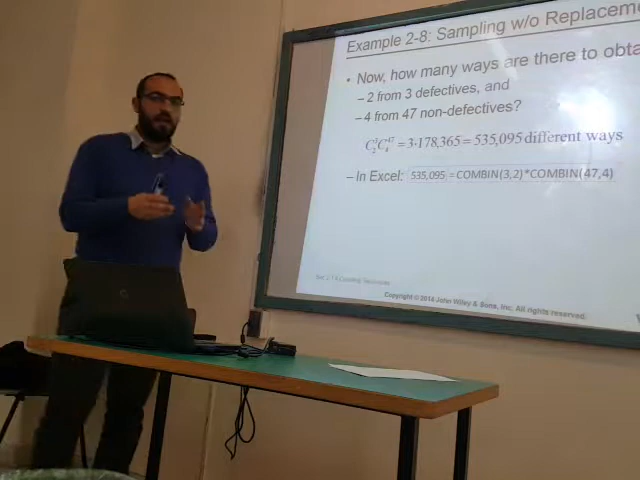 Example 2-8: Sampling w/o Replaceme
• Now, how many ways are there to obta
– 2 from 3 defectives, and
– 4 from 47 non-defectives?
C₂³C₄⁴⁷ = 3·178,365 = 535,095 different ways
– In Excel: 535,095 =COMBIN(3,2)*COMBIN(47,4)
Copyright © 2014 John Wiley & Sons, Inc. All rights reserved.